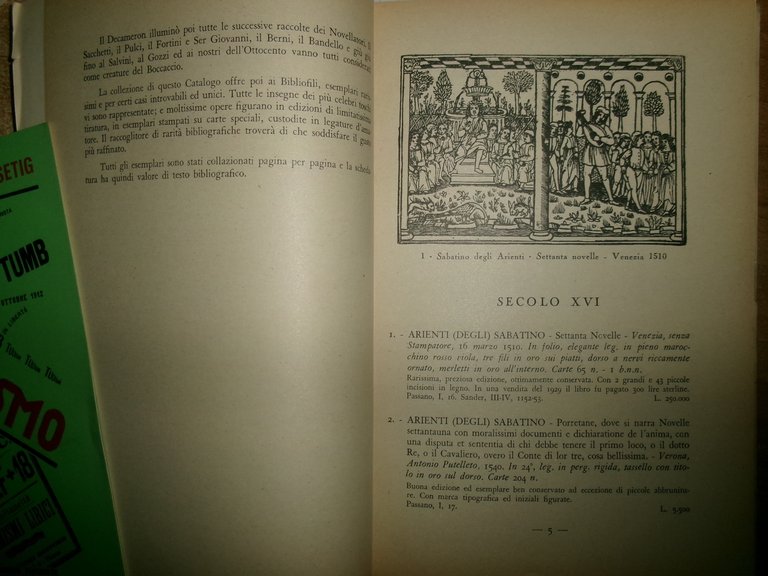 Il Decameron illuminò poi tutte le successive raccolte dei Novellatori. Il
Sacchetti, il Pulci, il Fortini e Ser Giovanni, il Berni, il Bandello e giù giù
fino al Salvini, al Gozzi ed ai nostri dell'Ottocento vanno tutti considerati
come creature del Boccaccio.
La collezione di questo Catalogo offre poi ai Bibliofili, esemplari raris-
simi e per certi casi introvabili ed unici. Tutte le insegne dei più celebri torchi
vi sono rappresentate; e moltissime opere figurano in edizioni di limitatissima
tiratura, in esemplari stampati su carte speciali, custodite in legature d'ama-
tore. Il raccoglitore di rarità bibliografiche troverà di che soddisfare il gusto
più raffinato.
Tutti gli esemplari sono stati collazionati pagina per pagina e la scheda-
tura ha quindi valore di testo bibliografico.
SETIG
TUMB
OTTOBRE 1912
TUMB TUMB
SMO
18
1 - Sabatino degli Arienti - Settanta novelle - Venezia 1510
SECOLO XVI
1. - ARIENTI (DEGLI) SABATINO - Settanta Novelle - Venezia, senza
Stampatore, 16 marzo 1510. In folio, elegante leg. in pieno maroc-
chino rosso viola, tre fili in oro sui piatti, dorso a nervi riccamente
ornato, merletti in oro all'interno. Carte 65 n. - 1 b.n.n.
Rarissima, preziosa edizione, ottimamente conservata. Con 2 grandi e 43 piccole
incisioni in legno. In una vendita del 1929 il libro fu pagato 300 lire sterline.
Passano, I, 16. Sander, III-IV, 1152-53. L. 250.000
2. - ARIENTI (DEGLI) SABATINO - Porretane, dove si narra Novelle
settantauna con moralissimi documenti e dichiaratione de l'anima, con
una disputa et sententia di chi debbe tenere il primo loco, o il dotto
Re, o il Cavaliero, overo il Conte di lor tre, cosa bellissima. - Verona,
Antonio Putelleto. 1540. In 24°, leg. in perg. rigida, tassello con tito-
lo in oro sul dorso. Carte 204 n.
Buona edizione ed esemplare ben conservato ad eccezione di piccole abbrunitu-
re. Con marca tipografica ed iniziali figurate.
Passano, I, 17. L. 5.500
— 5 —